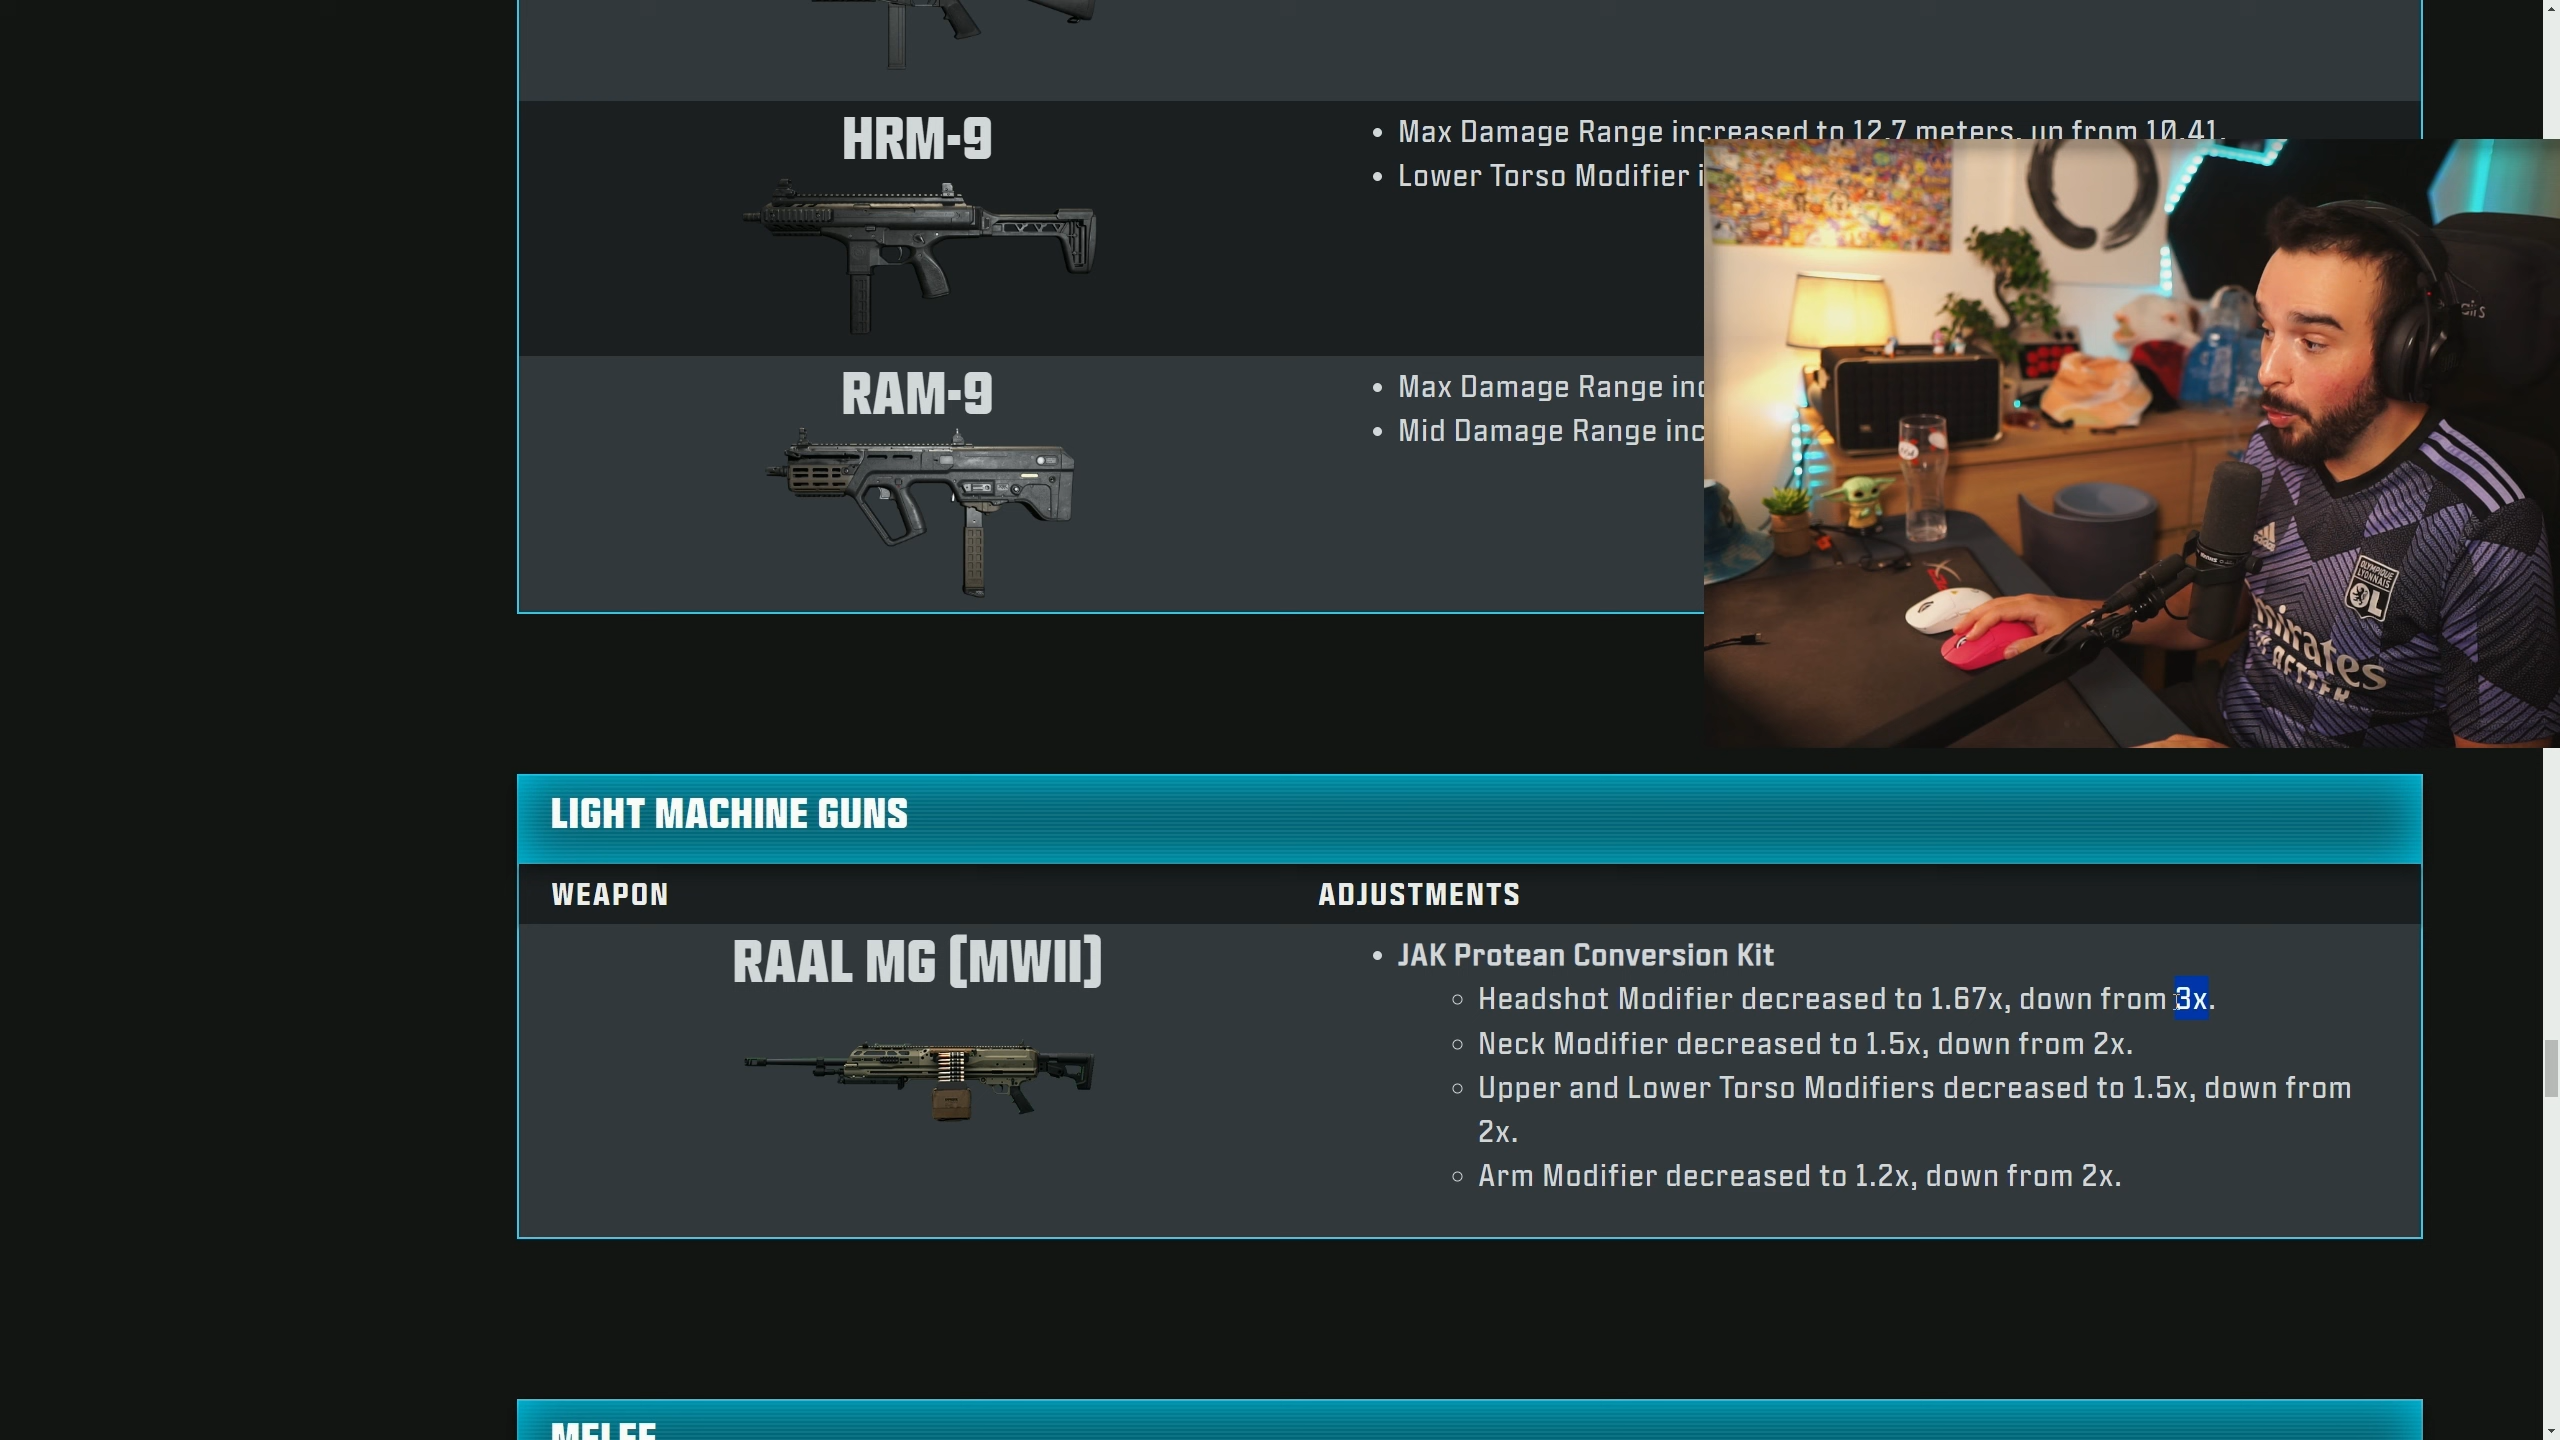 HRM-9
• Max Damage Range increased to 12.7 meters, up from 10.41.
• Lower Torso Modifier i
RAM-9
• Max Damage Range inc
• Mid Damage Range inc
OLYMPIQUE
LYONNAIS
OL
LIGHT MACHINE GUNS
WEAPON ADJUSTMENTS
RAAL MG (MWII)
• JAK Protean Conversion Kit
◦ Headshot Modifier decreased to 1.67x, down from 3x.
◦ Neck Modifier decreased to 1.5x, down from 2x.
◦ Upper and Lower Torso Modifiers decreased to 1.5x, down from
2x.
◦ Arm Modifier decreased to 1.2x, down from 2x.
MELEE